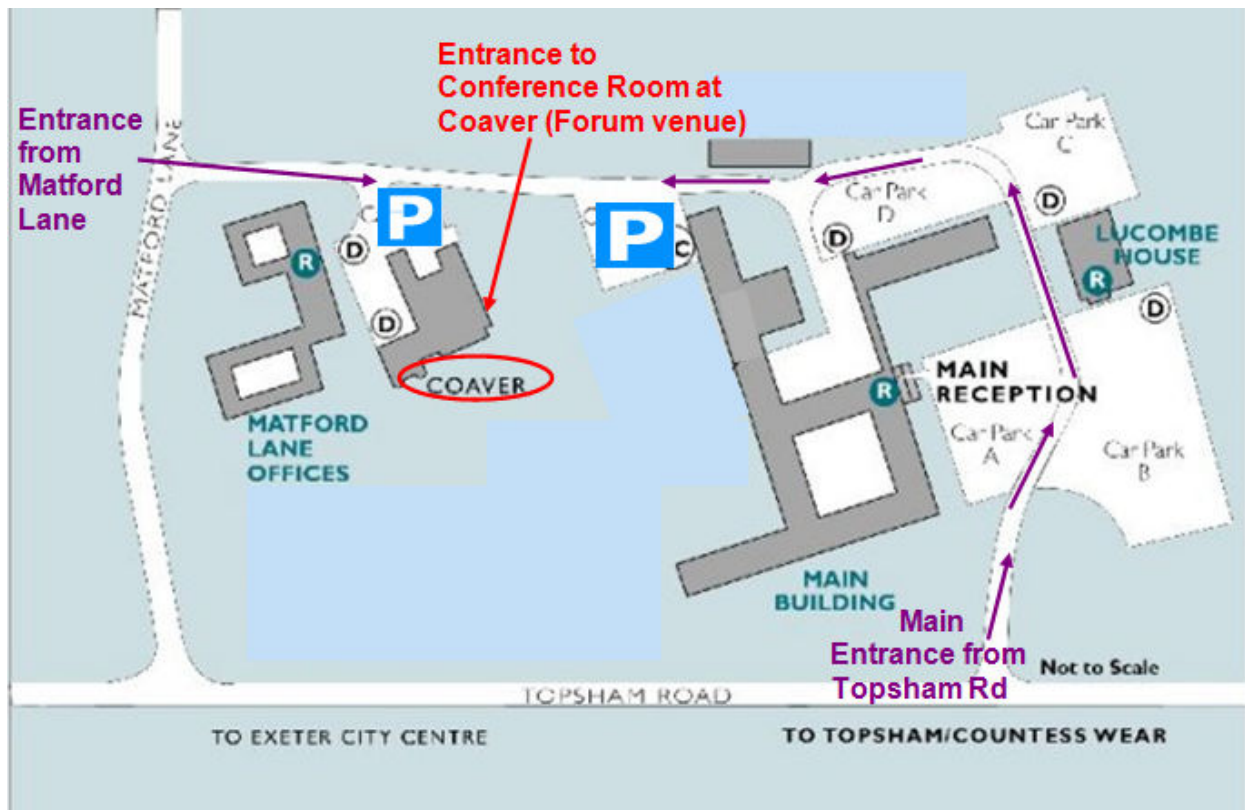 Entrance to
Conference Room at
Coaver (Forum venue)
Entrance
from
Matford
Lane
MATFORD LANE
P
P
Car Park
C
Car Park
D
D
D
D
D
D
C
R
LUCOMBE
HOUSE
R
COAVER
MATFORD
LANE
OFFICES
R
MAIN
RECEPTION
Car Park
A
Car Park
B
MAIN
BUILDING
Main
Entrance from
Topsham Rd
Not to Scale
TOPSHAM ROAD
TO EXETER CITY CENTRE
TO TOPSHAM/COUNTESS WEAR